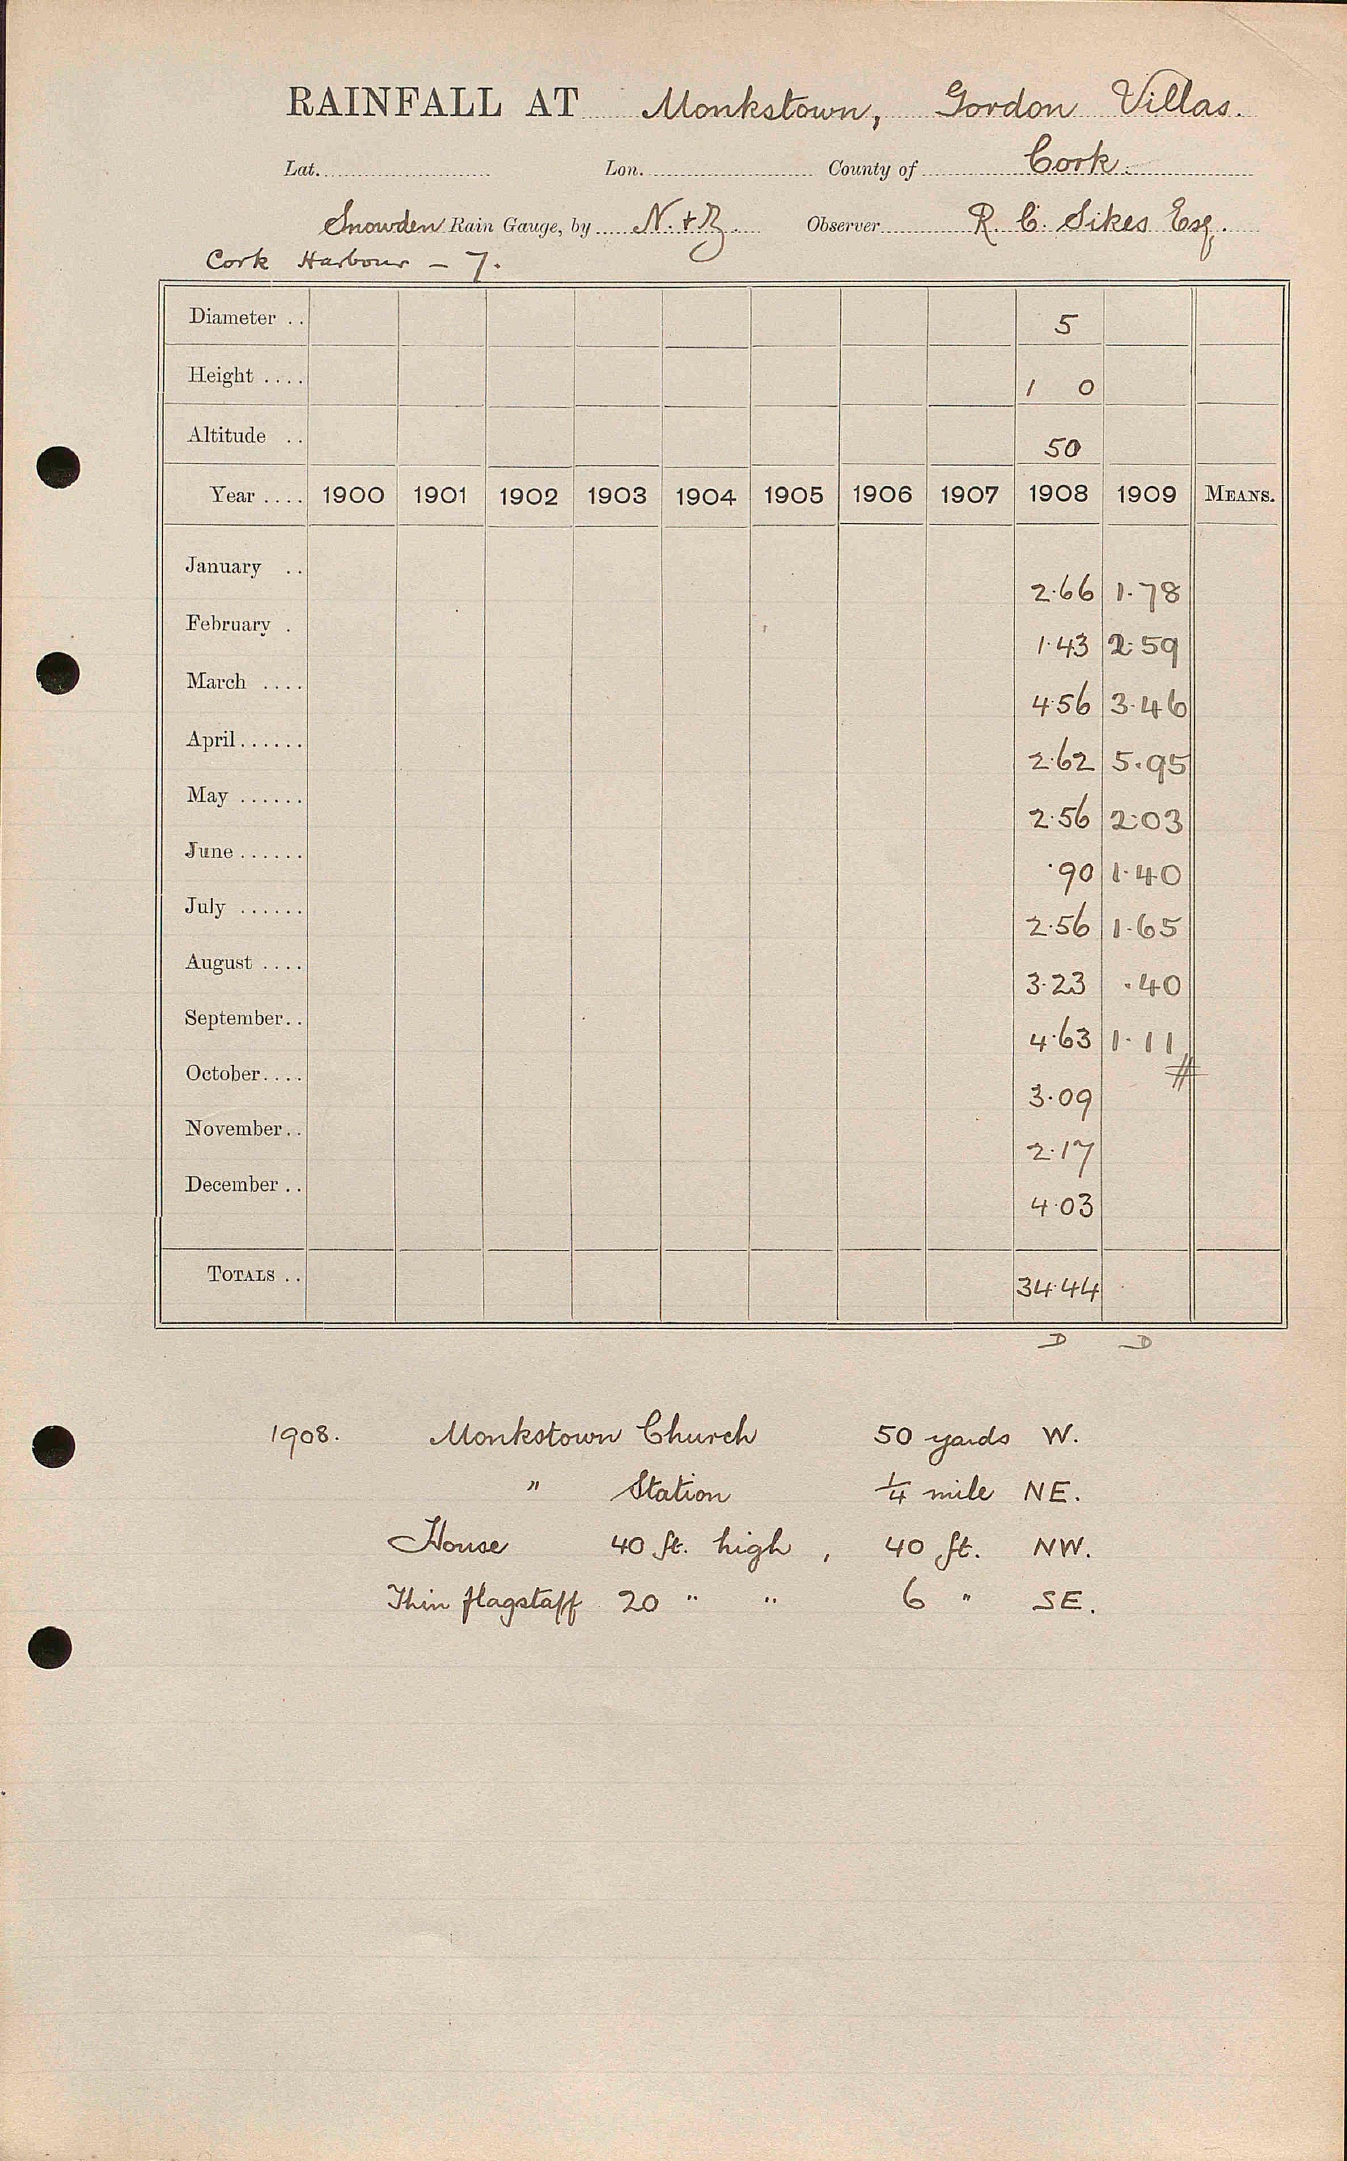 RAINFALL AT Monkstown, Gordon Villas.
Lat. Lon. County of Cork.
Snowden Rain Gauge, by N. & Z. Observer R. C. Sikes Esq.
Cork Harbour – 7.
Diameter .. 5
Height .... 1 0
Altitude .. 50
Year .... 1900 1901 1902 1903 1904 1905 1906 1907 1908 1909 MEANS.
January .. 2.66 1.78
February . 1.43 2.59
March .... 4.56 3.46
April...... 2.62 5.95
May ...... 2.56 2.03
June ...... .90 1.40
July ...... 2.56 1.65
August .... 3.23 .40
September.. 4.63 1.11
October.... 3.09
November.. 2.17
December .. 4.03
TOTALS .. 34.44
D D
1908. Monkstown Church 50 yards W.
" Station ¼ mile NE.
House 40 ft. high, 40 ft. NW.
Thin flagstaff 20 " " 6 " SE.